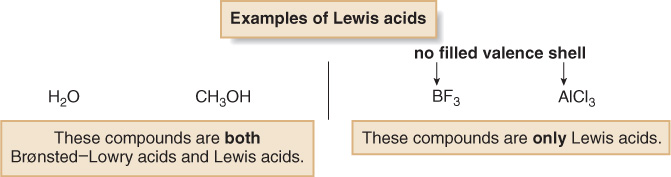 Examples of Lewis acids
no filled valence shell
H₂O
CH₃OH
BF₃
AlCl₃
These compounds are both
Brønsted–Lowry acids and Lewis acids.
These compounds are only Lewis acids.